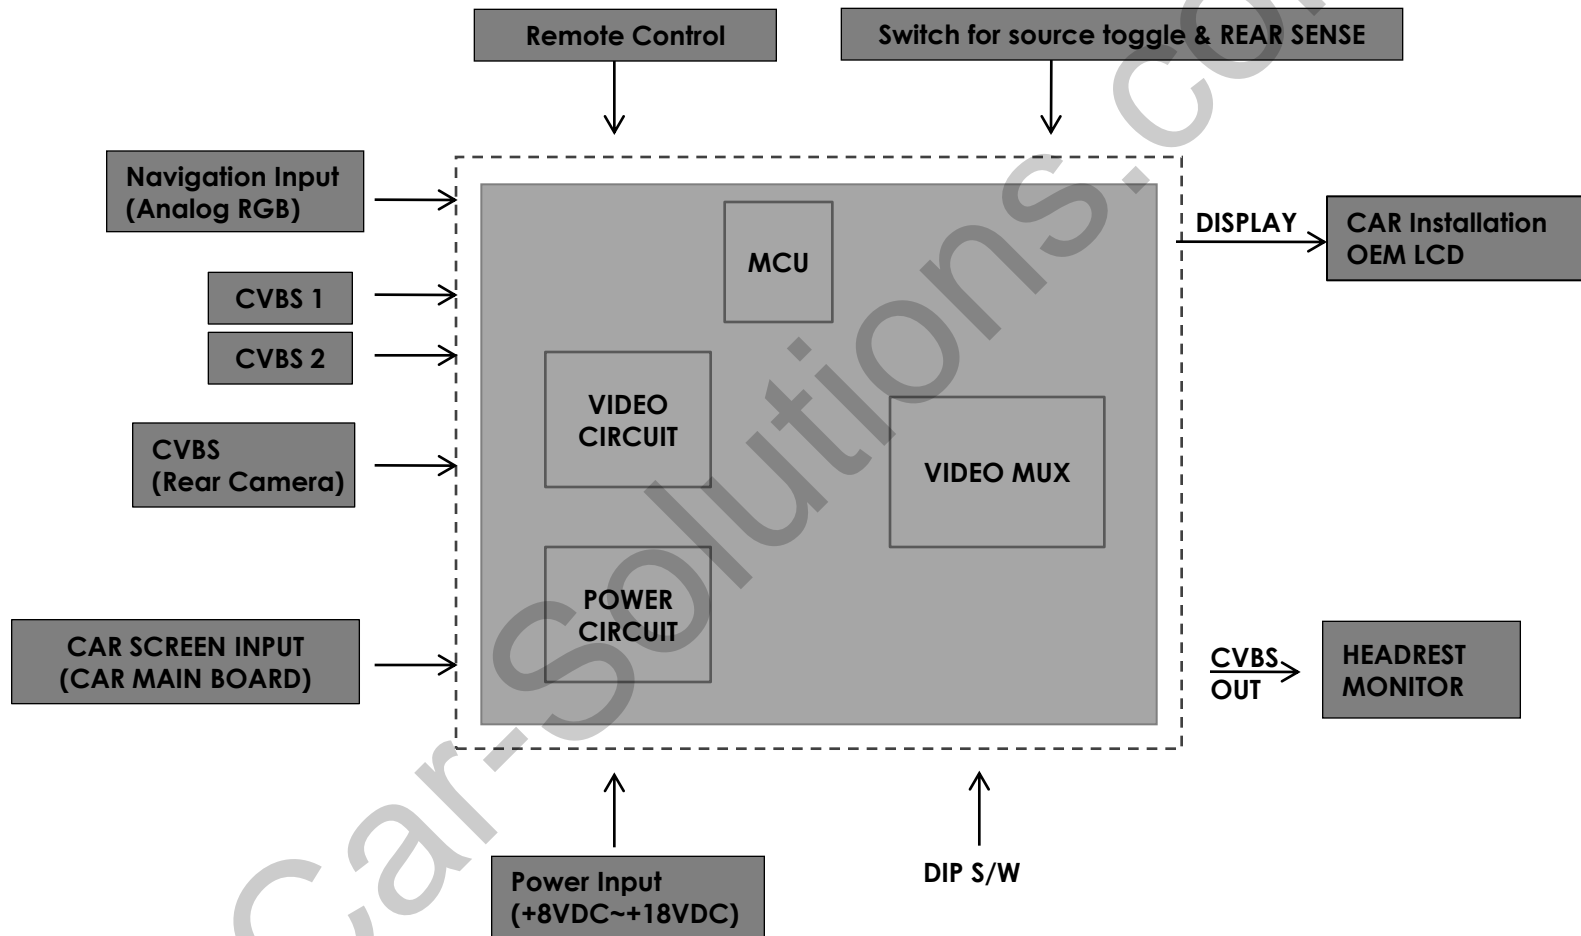 Remote Control
Switch for source toggle & REAR SENSE
Navigation Input
(Analog RGB)
MCU
DISPLAY
CAR Installation
OEM LCD
CVBS 1
CVBS 2
VIDEO
CIRCUIT
CVBS
(Rear Camera)
VIDEO MUX
POWER
CIRCUIT
CAR SCREEN INPUT
(CAR MAIN BOARD)
CVBS
OUT
HEADREST
MONITOR
Power Input
(+8VDC~+18VDC)
DIP S/W
Car-Solutions.com